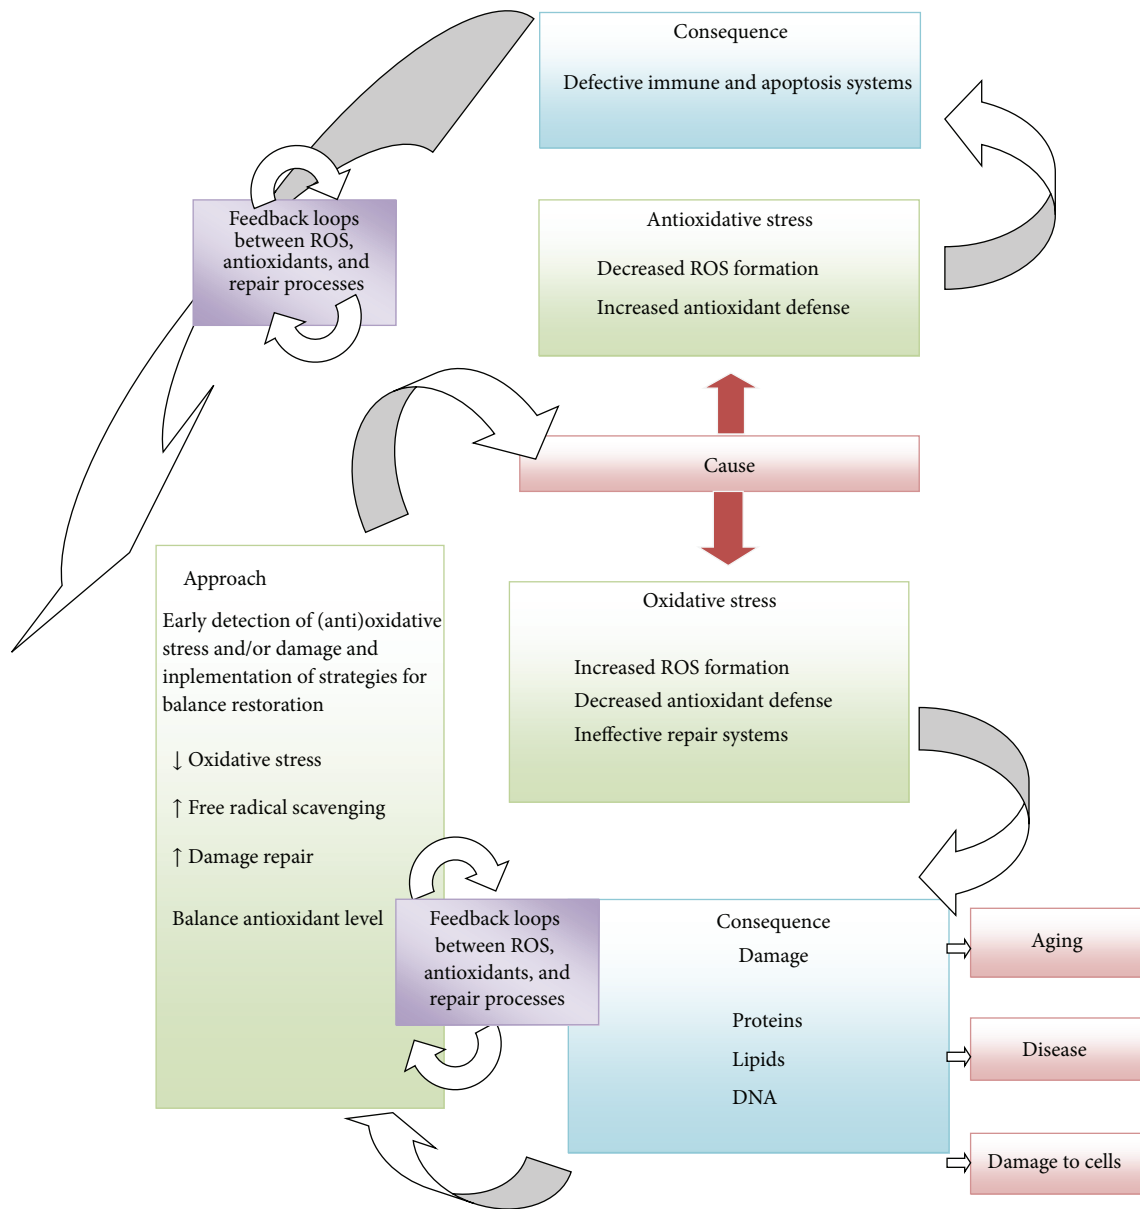 Consequence
Defective immune and apoptosis systems
Feedback loops
between ROS,
antioxidants, and
repair processes
Antioxidative stress
Decreased ROS formation
Increased antioxidant defense
Cause
Approach
Early detection of (anti)oxidative
stress and/or damage and
inplementation of strategies for
balance restoration
↓ Oxidative stress
↑ Free radical scavenging
↑ Damage repair
Balance antioxidant level
Oxidative stress
Increased ROS formation
Decreased antioxidant defense
Ineffective repair systems
Feedback loops
between ROS,
antioxidants, and
repair processes
Consequence
Damage
Proteins
Lipids
DNA
Aging
Disease
Damage to cells